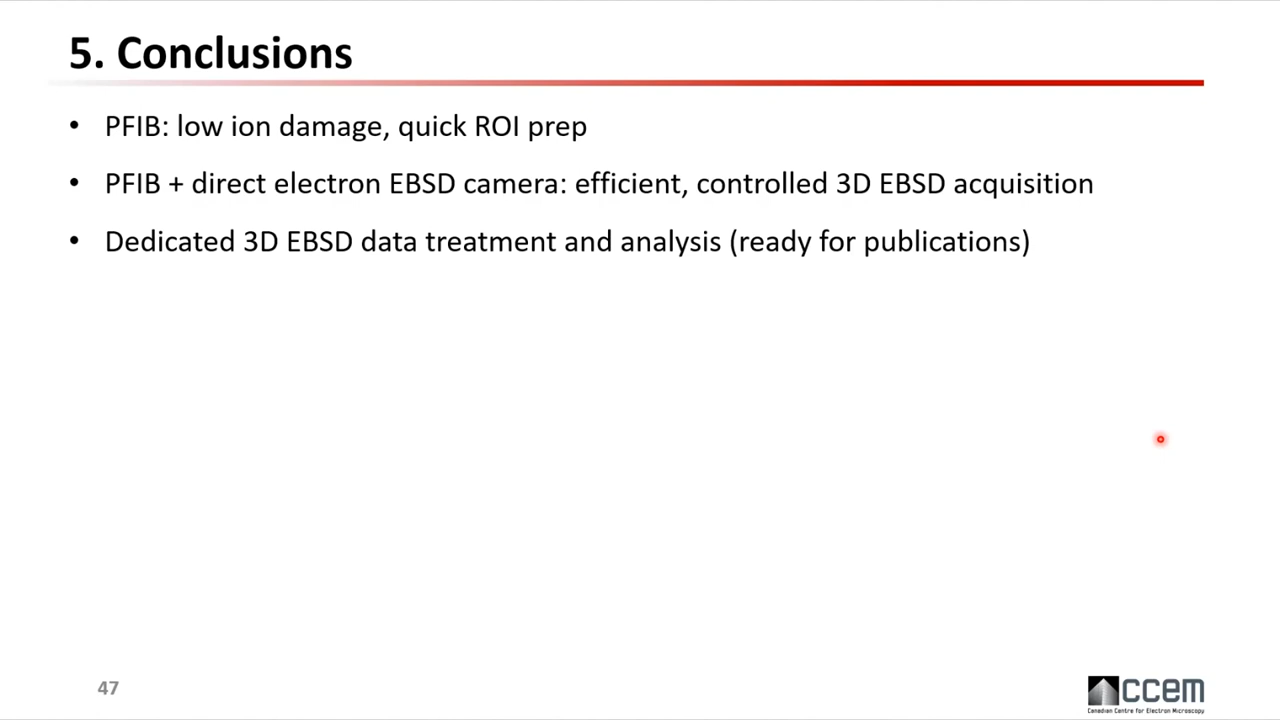 5. Conclusions
• PFIB: low ion damage, quick ROI prep
• PFIB + direct electron EBSD camera: efficient, controlled 3D EBSD acquisition
• Dedicated 3D EBSD data treatment and analysis (ready for publications)
47
ccem
Canadian Centre for Electron Microscopy